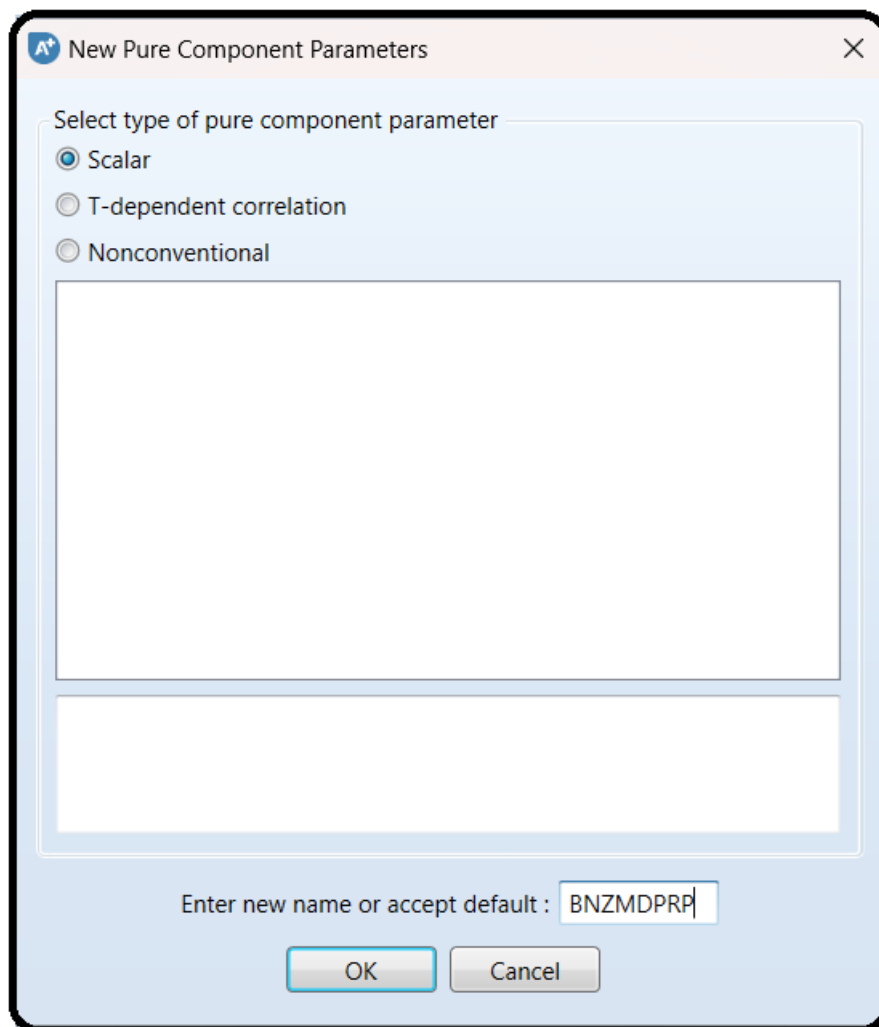 A+ New Pure Component Parameters
Select type of pure component parameter
Scalar
T-dependent correlation
Nonconventional
Enter new name or accept default : BNZMDPRP
OK Cancel